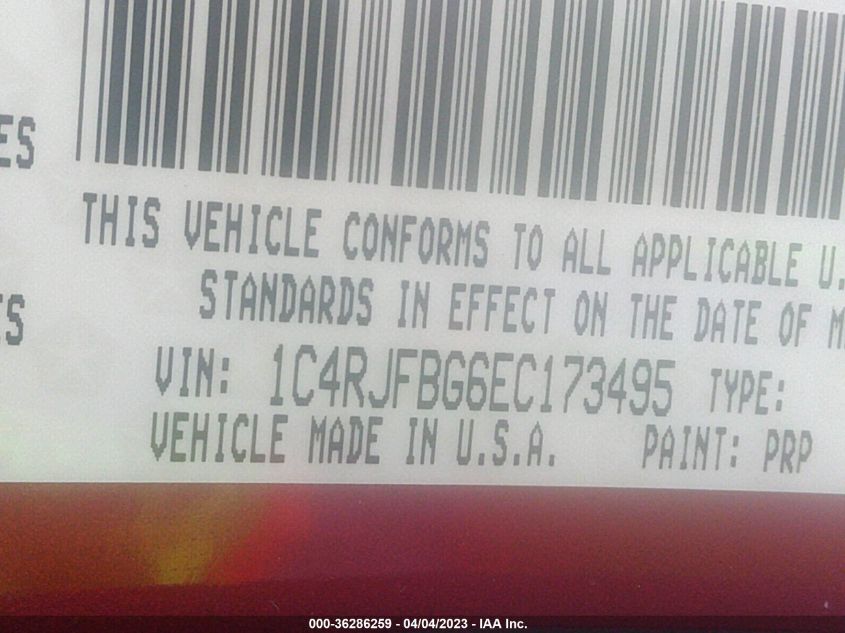 ES
THIS VEHICLE CONFORMS TO ALL APPLICABLE U.
STANDARDS IN EFFECT ON THE DATE OF M
ES
VIN: 1C4RJFBG6EC173495 TYPE:
VEHICLE MADE IN U.S.A. PAINT: PRP
000-36286259 - 04/04/2023 - IAA Inc.